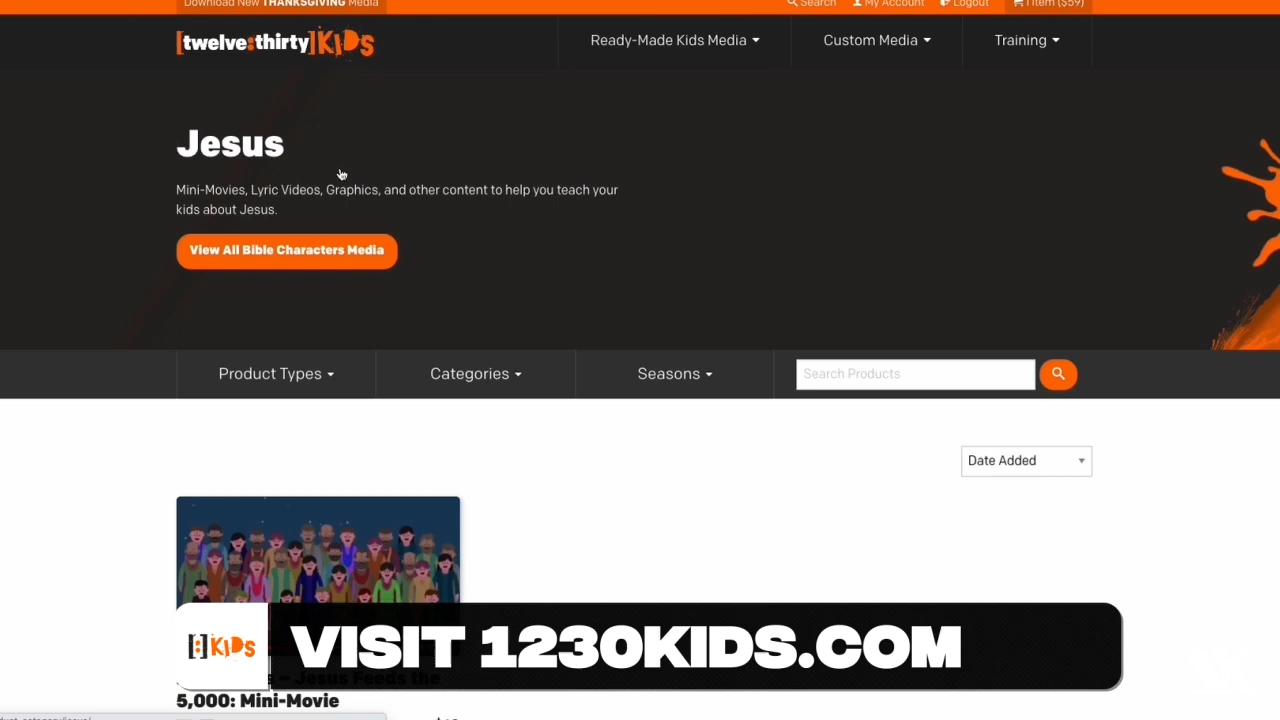 Download New THANKSGIVING Media
Search
My Account
Logout
1 Item ($59)
[twelve:thirty]KIDS
Ready-Made Kids Media
Custom Media
Training
Jesus
Mini-Movies, Lyric Videos, Graphics, and other content to help you teach your
kids about Jesus.
View All Bible Characters Media
Product Types
Categories
Seasons
Search Products
Date Added
[:]KIDS
VISIT 1230KIDS.COM
– Jesus Feeds the
5,000: Mini-Movie